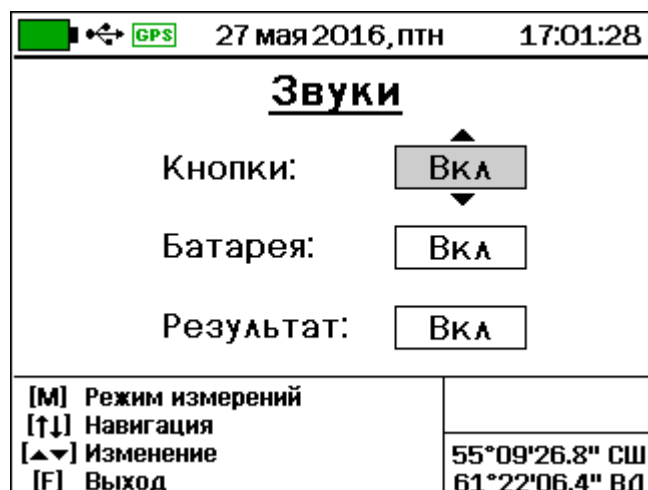 GPS 27 мая 2016, птн 17:01:28
Звуки
Кнопки: Вкл
Батарея: Вкл
Результат: Вкл
[M] Режим измерений
[↑↓] Навигация
[▲▼] Изменение
55°09'26.8" СШ
[F] Выход
61°22'06.4" ВД